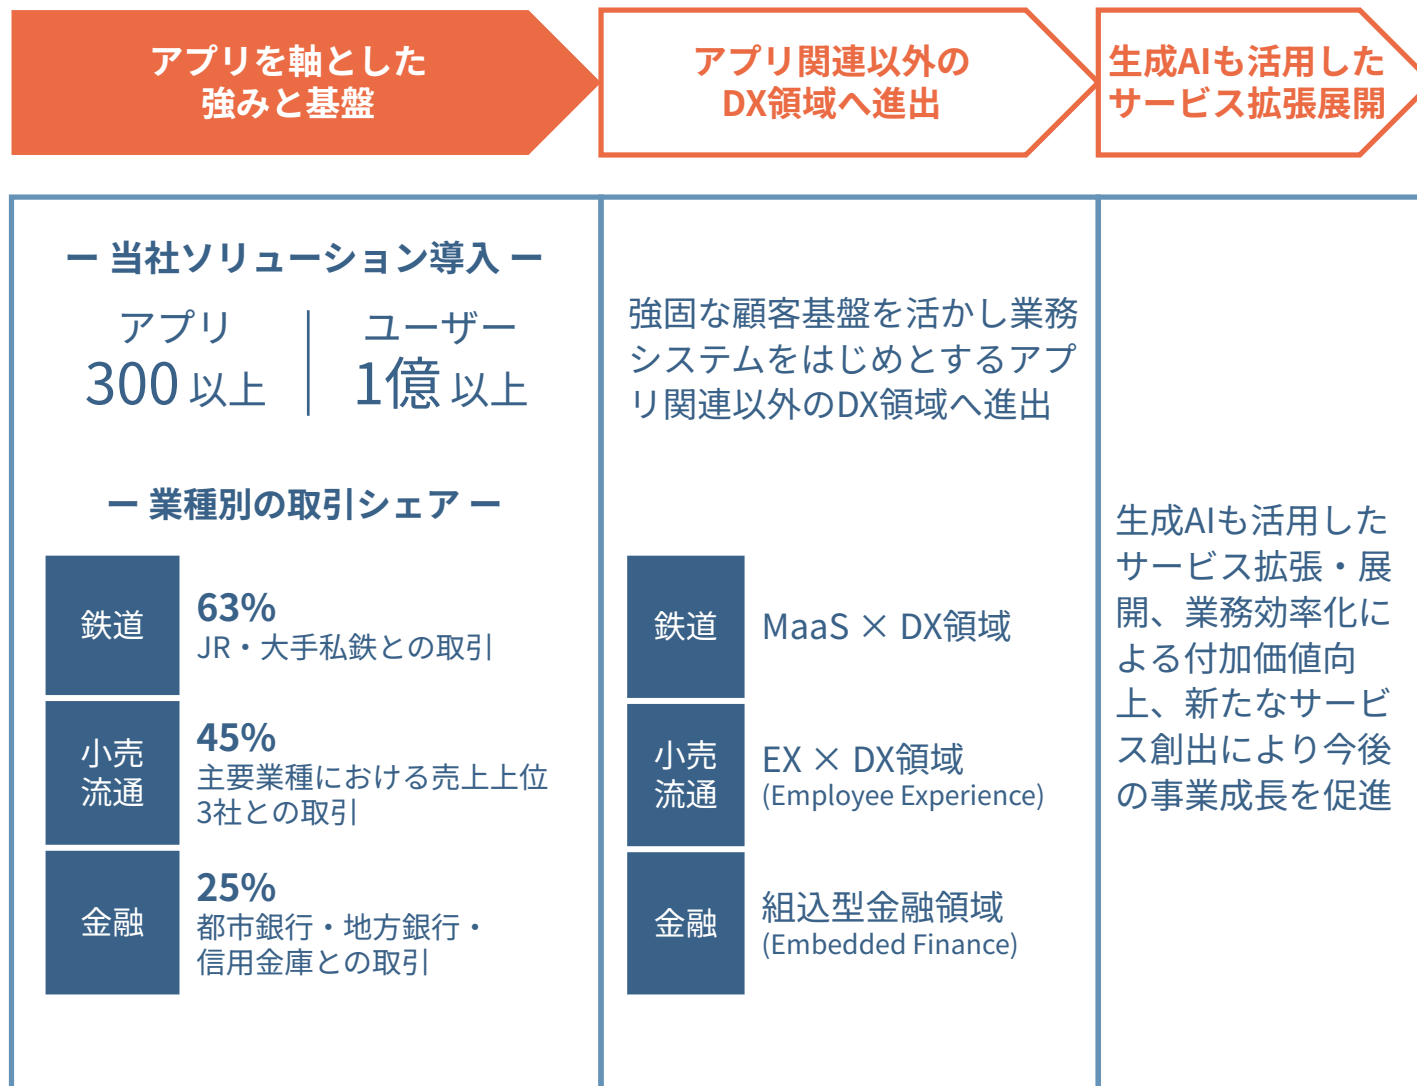 アプリを軸とした
強みと基盤
アプリ関連以外の
DX領域へ進出
生成AIも活用した
サービス拡張展開
ー 当社ソリューション導入 ー
アプリ
300 以上
ユーザー
1億 以上
ー 業種別の取引シェア ー
鉄道
63%
JR・大手私鉄との取引
小売
流通
45%
主要業種における売上上位
3社との取引
金融
25%
都市銀行・地方銀行・
信用金庫との取引
強固な顧客基盤を活かし業務
システムをはじめとするアプ
リ関連以外のDX領域へ進出
鉄道
MaaS × DX領域
小売
流通
EX × DX領域
(Employee Experience)
金融
組込型金融領域
(Embedded Finance)
生成AIも活用した
サービス拡張・展
開、業務効率化に
よる付加価値向
上、新たなサービ
ス創出により今後
の事業成長を促進